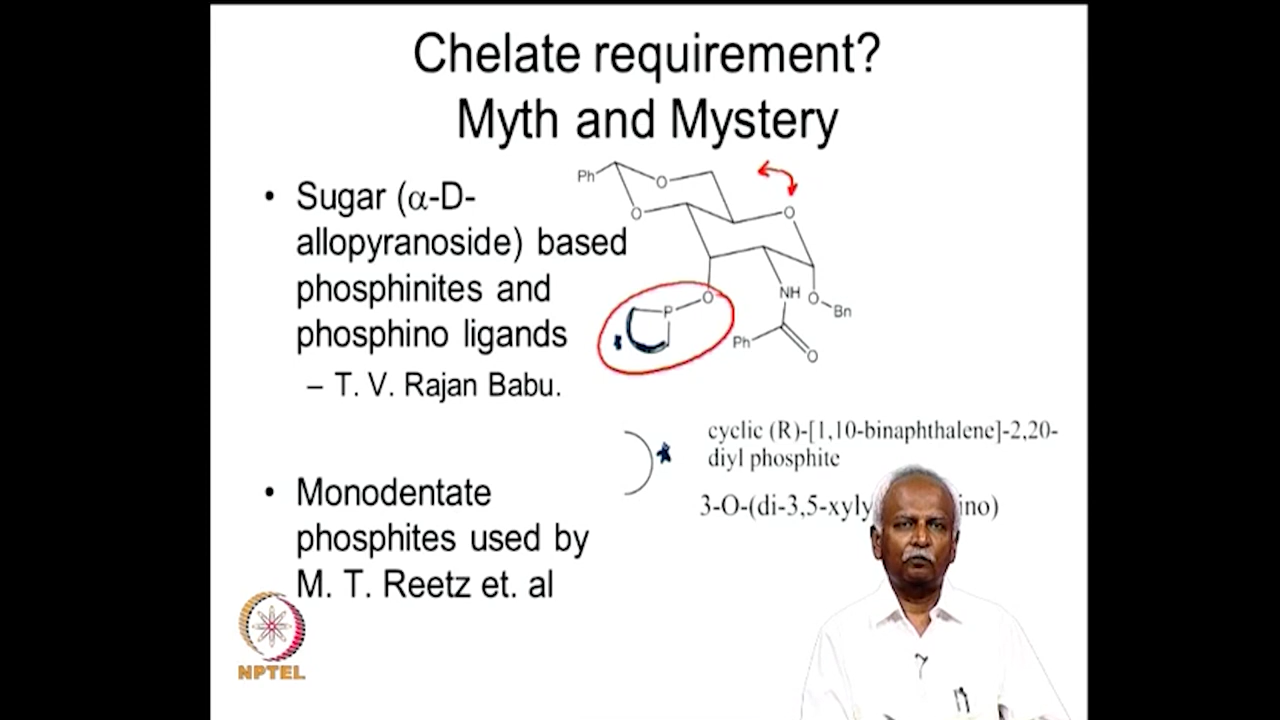 Chelate requirement?
Myth and Mystery
• Sugar (α-D-
allopyranoside) based
phosphinites and
phosphino ligands
– T. V. Rajan Babu.
• Monodentate
phosphites used by
M. T. Reetz et. al
Ph
O
O
O
P
O
NH
O
Bn
Ph
O
cyclic (R)-[1,10-binaphthalene]-2,20-
diyl phosphite
3-O-(di-3,5-xyly ino)
NPTEL